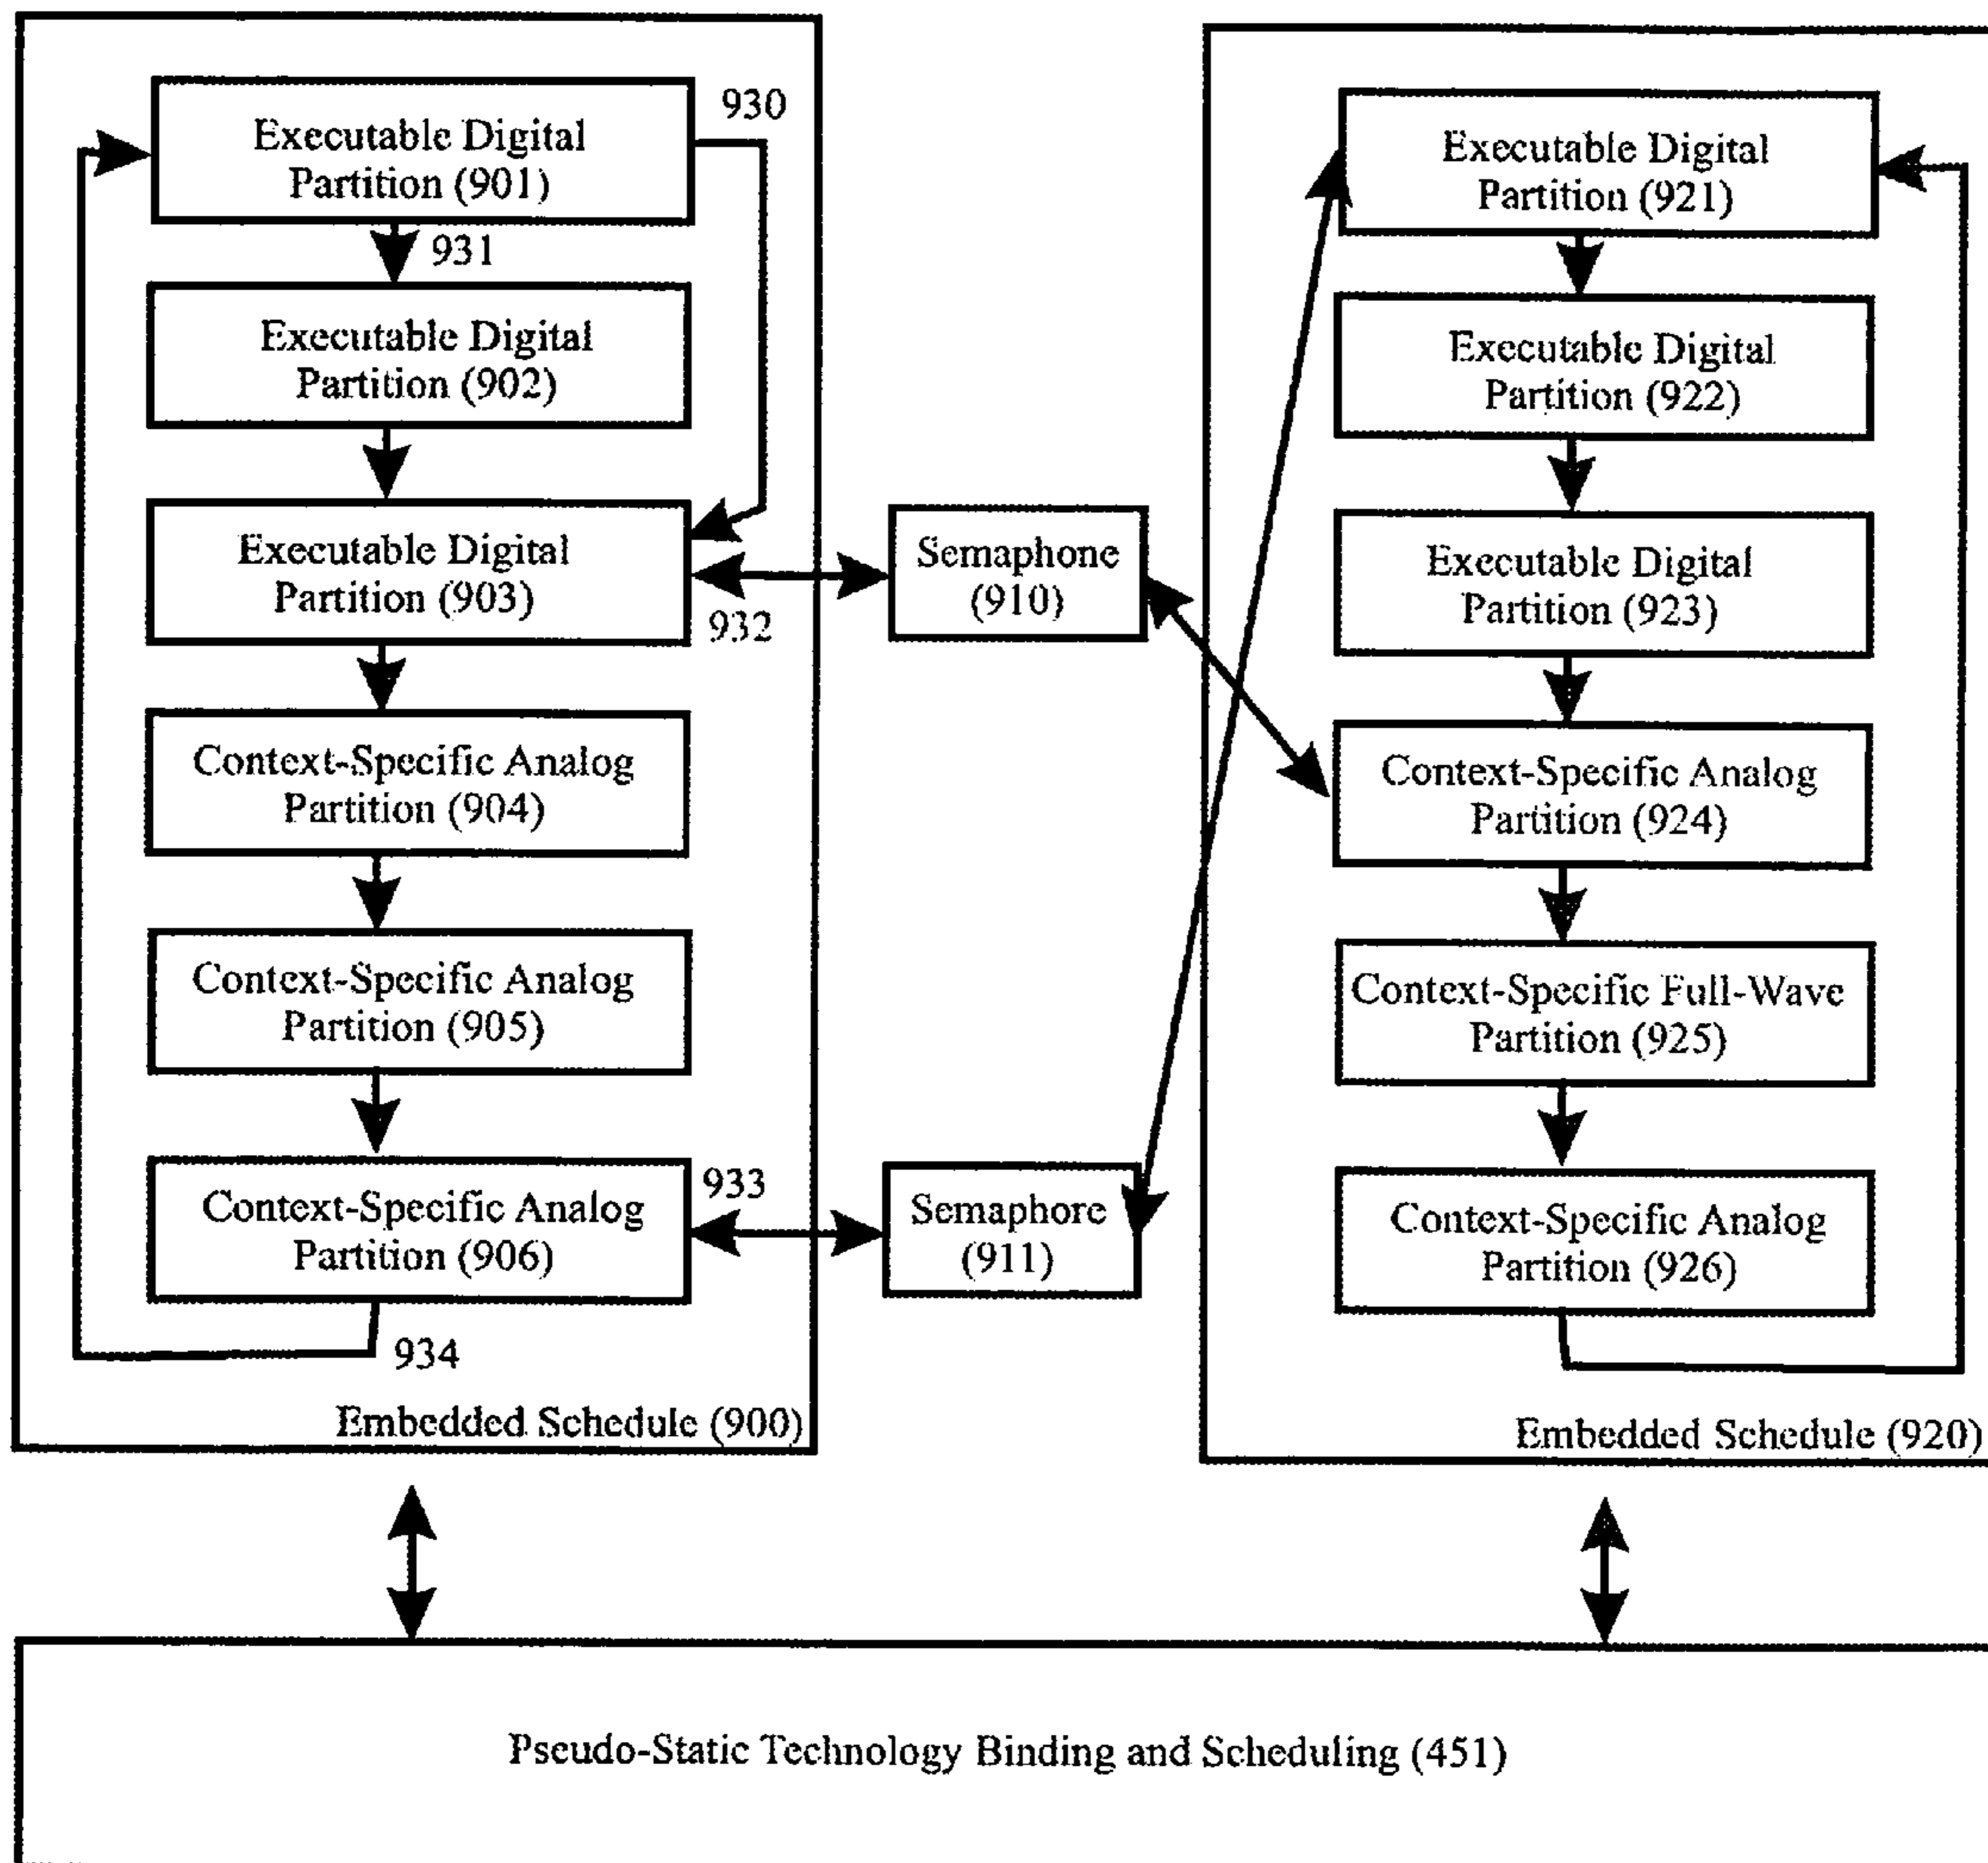 930
Executable Digital
Partition (901)
931
Executable Digital
Partition (902)
Executable Digital
Partition (903)
932
Context-Specific Analog
Partition (904)
Context-Specific Analog
Partition (905)
933
Context-Specific Analog
Partition (906)
934
Embedded Schedule (900)
Semaphone
(910)
Semaphore
(911)
Executable Digital
Partition (921)
Executable Digital
Partition (922)
Executable Digital
Partition (923)
Context-Specific Analog
Partition (924)
Context-Specific Full-Wave
Partition (925)
Context-Specific Analog
Partition (926)
Embedded Schedule (920)
Pseudo-Static Technology Binding and Scheduling (451)